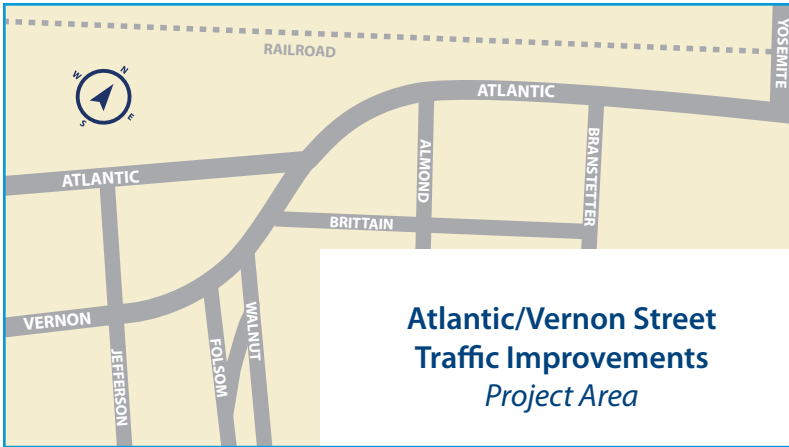 RAILROAD
YOSEMITE
N
W
E
S
ATLANTIC
ATLANTIC
ALMOND
BRANSTETTER
BRITTAIN
VERNON
JEFFERSON
FOLSOM
WALNUT
Atlantic/Vernon Street
Traffic Improvements
Project Area